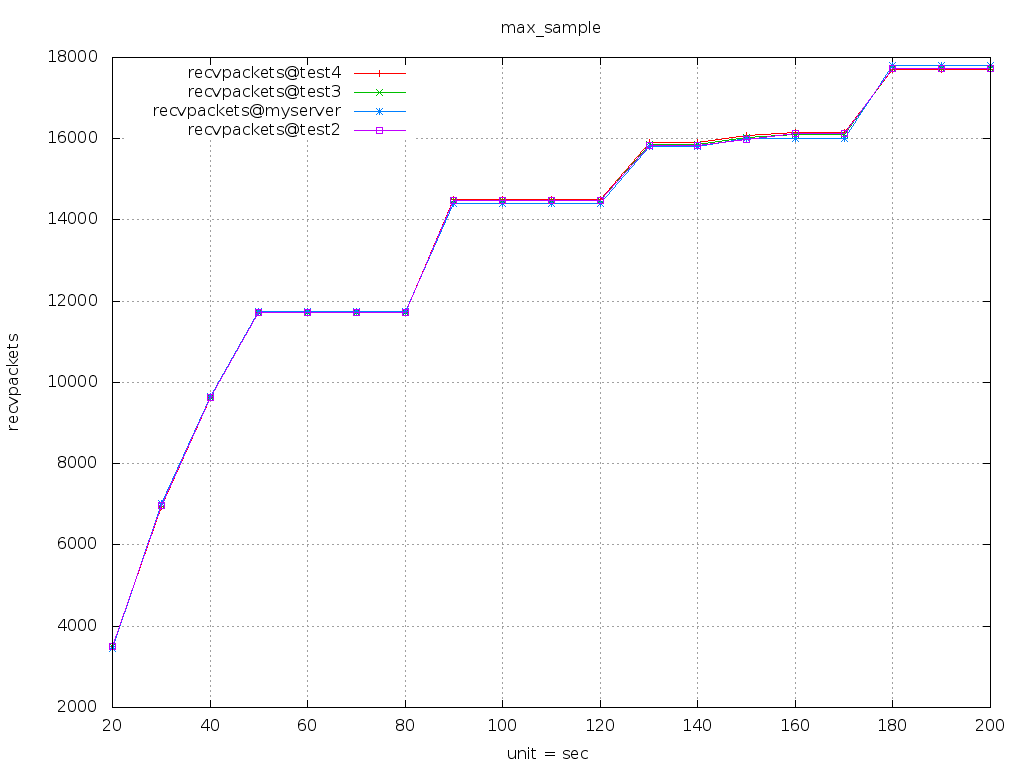 max_sample
18000
16000
14000
12000
10000
8000
6000
4000
2000
recvpackets
recvpackets@test4
recvpackets@test3
recvpackets@myserver
recvpackets@test2
20 40 60 80 100 120 140 160 180 200
unit = sec